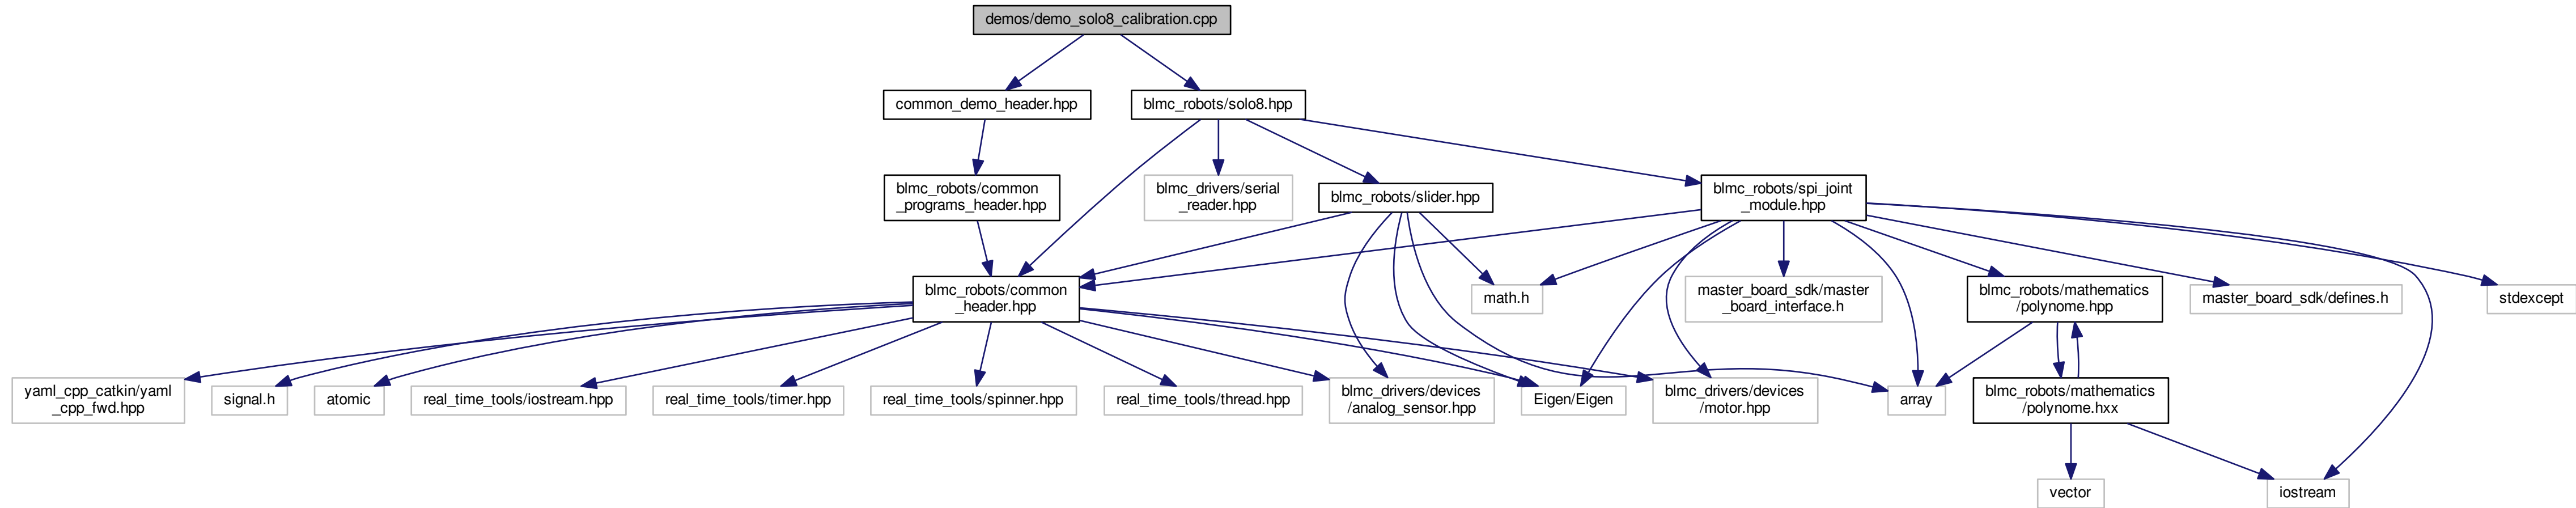 demos/demo_solo8_calibration.cpp
common_demo_header.hpp
blmc_robots/solo8.hpp
blmc_robots/common
_programs_header.hpp
blmc_drivers/serial
_reader.hpp
blmc_robots/slider.hpp
blmc_robots/spi_joint
_module.hpp
blmc_robots/common
_header.hpp
math.h
master_board_sdk/master
_board_interface.h
blmc_robots/mathematics
/polynome.hpp
master_board_sdk/defines.h
stdexcept
yaml_cpp_catkin/yaml
_cpp_fwd.hpp
signal.h
atomic
real_time_tools/iostream.hpp
real_time_tools/timer.hpp
real_time_tools/spinner.hpp
real_time_tools/thread.hpp
blmc_drivers/devices
/analog_sensor.hpp
Eigen/Eigen
blmc_drivers/devices
/motor.hpp
array
blmc_robots/mathematics
/polynome.hxx
vector
iostream